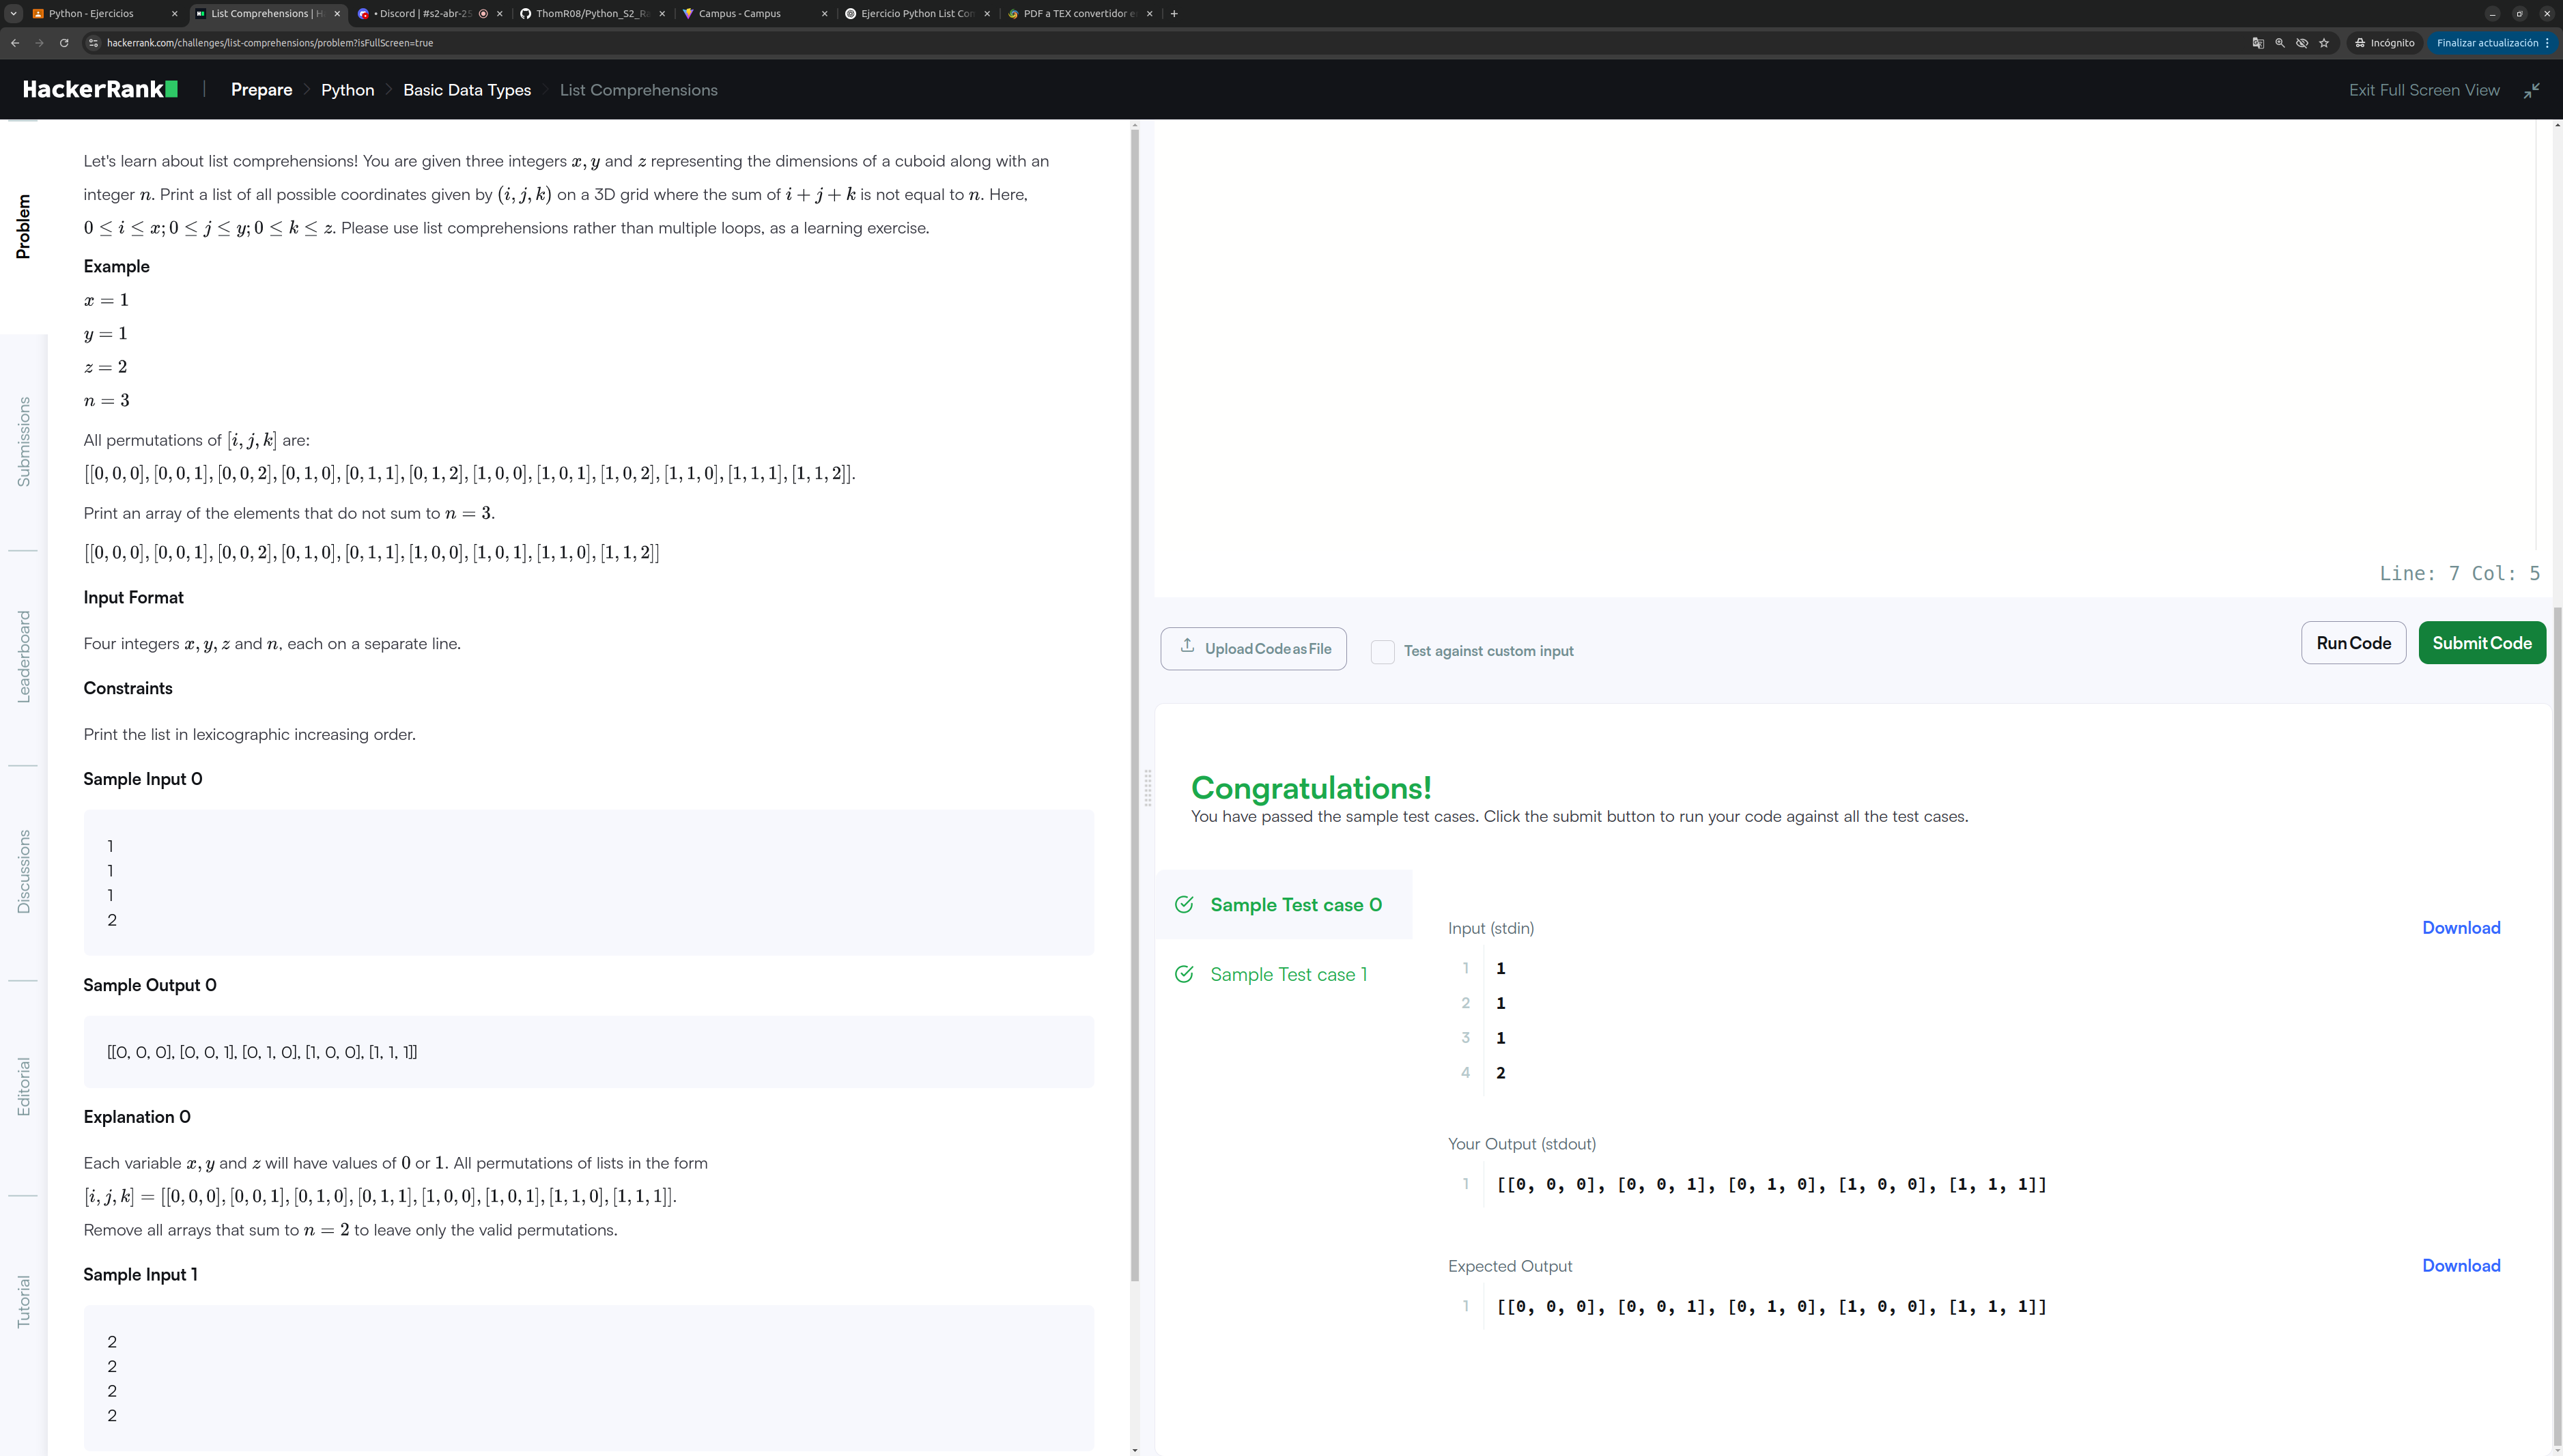 Python - Ejercicios
List Comprehensions | H
• Discord | #s2-abr-25
ThomR08/Python_S2_Ra
Campus - Campus
Ejercicio Python List Com
PDF a TEX convertidor e
hackerrank.com/challenges/list-comprehensions/problem?isFullScreen=true
Incógnito
Finalizar actualización
HackerRank
Prepare
Python
Basic Data Types
List Comprehensions
Exit Full Screen View
Problem
Submissions
Leaderboard
Discussions
Editorial
Tutorial
Let's learn about list comprehensions! You are given three integers x, y and z representing the dimensions of a cuboid along with an
integer n. Print a list of all possible coordinates given by (i, j, k) on a 3D grid where the sum of i + j + k is not equal to n. Here,
0 ≤ i ≤ x; 0 ≤ j ≤ y; 0 ≤ k ≤ z. Please use list comprehensions rather than multiple loops, as a learning exercise.
Example
x = 1
y = 1
z = 2
n = 3
All permutations of [i, j, k] are:
[[0, 0, 0], [0, 0, 1], [0, 0, 2], [0, 1, 0], [0, 1, 1], [0, 1, 2], [1, 0, 0], [1, 0, 1], [1, 0, 2], [1, 1, 0], [1, 1, 1], [1, 1, 2]].
Print an array of the elements that do not sum to n = 3.
[[0, 0, 0], [0, 0, 1], [0, 0, 2], [0, 1, 0], [0, 1, 1], [1, 0, 0], [1, 0, 1], [1, 1, 0], [1, 1, 2]]
Input Format
Four integers x, y, z and n, each on a separate line.
Constraints
Print the list in lexicographic increasing order.
Sample Input 0
1
1
1
2
Sample Output 0
[[0, 0, 0], [0, 0, 1], [0, 1, 0], [1, 0, 0], [1, 1, 1]]
Explanation 0
Each variable x, y and z will have values of 0 or 1. All permutations of lists in the form
[i, j, k] = [[0, 0, 0], [0, 0, 1], [0, 1, 0], [0, 1, 1], [1, 0, 0], [1, 0, 1], [1, 1, 0], [1, 1, 1]].
Remove all arrays that sum to n = 2 to leave only the valid permutations.
Sample Input 1
2
2
2
2
Line: 7 Col: 5
Upload Code as File
Test against custom input
Run Code
Submit Code
Congratulations!
You have passed the sample test cases. Click the submit button to run your code against all the test cases.
Sample Test case 0
Sample Test case 1
Input (stdin)
Download
1 1
2 1
3 1
4 2
Your Output (stdout)
1 [[0, 0, 0], [0, 0, 1], [0, 1, 0], [1, 0, 0], [1, 1, 1]]
Expected Output
Download
1 [[0, 0, 0], [0, 0, 1], [0, 1, 0], [1, 0, 0], [1, 1, 1]]